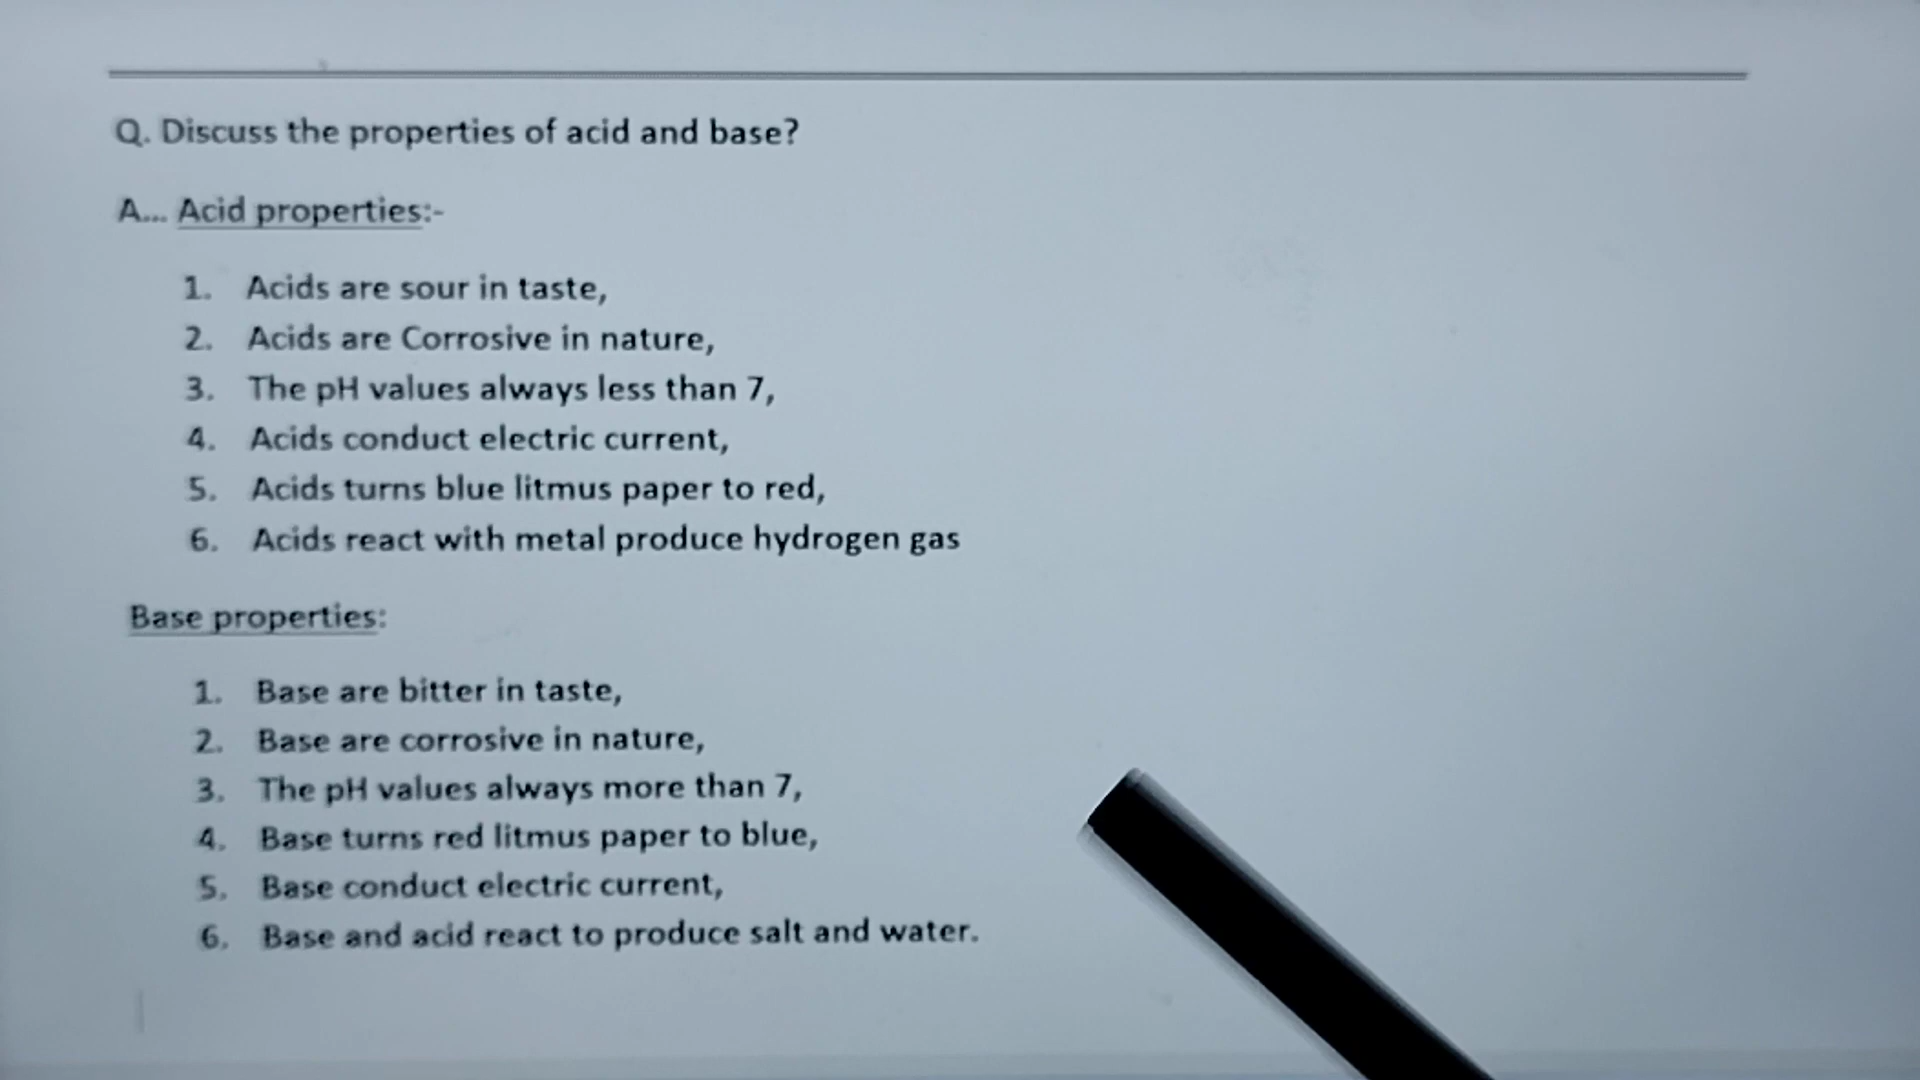 Q. Discuss the properties of acid and base?
A... Acid properties:-
1. Acids are sour in taste,
2. Acids are Corrosive in nature,
3. The pH values always less than 7,
4. Acids conduct electric current,
5. Acids turns blue litmus paper to red,
6. Acids react with metal produce hydrogen gas
Base properties:
1. Base are bitter in taste,
2. Base are corrosive in nature,
3. The pH values always more than 7,
4. Base turns red litmus paper to blue,
5. Base conduct electric current,
6. Base and acid react to produce salt and water.